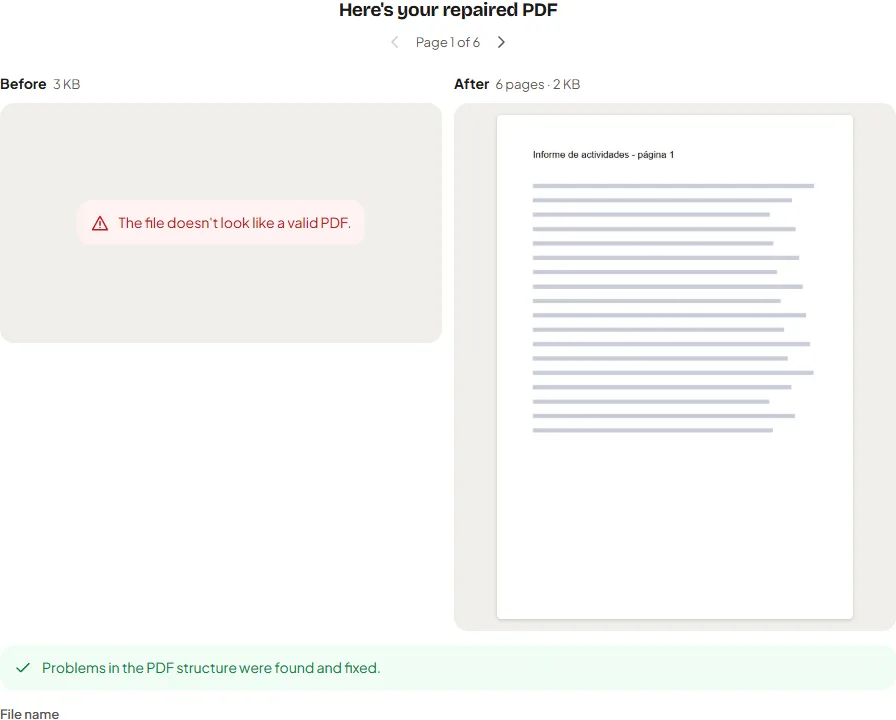 Here's your repaired PDF
Page 1 of 6
Before 3 KB
After 6 pages · 2 KB
The file doesn't look like a valid PDF.
Informe de actividades - página 1
Problems in the PDF structure were found and fixed.
File name